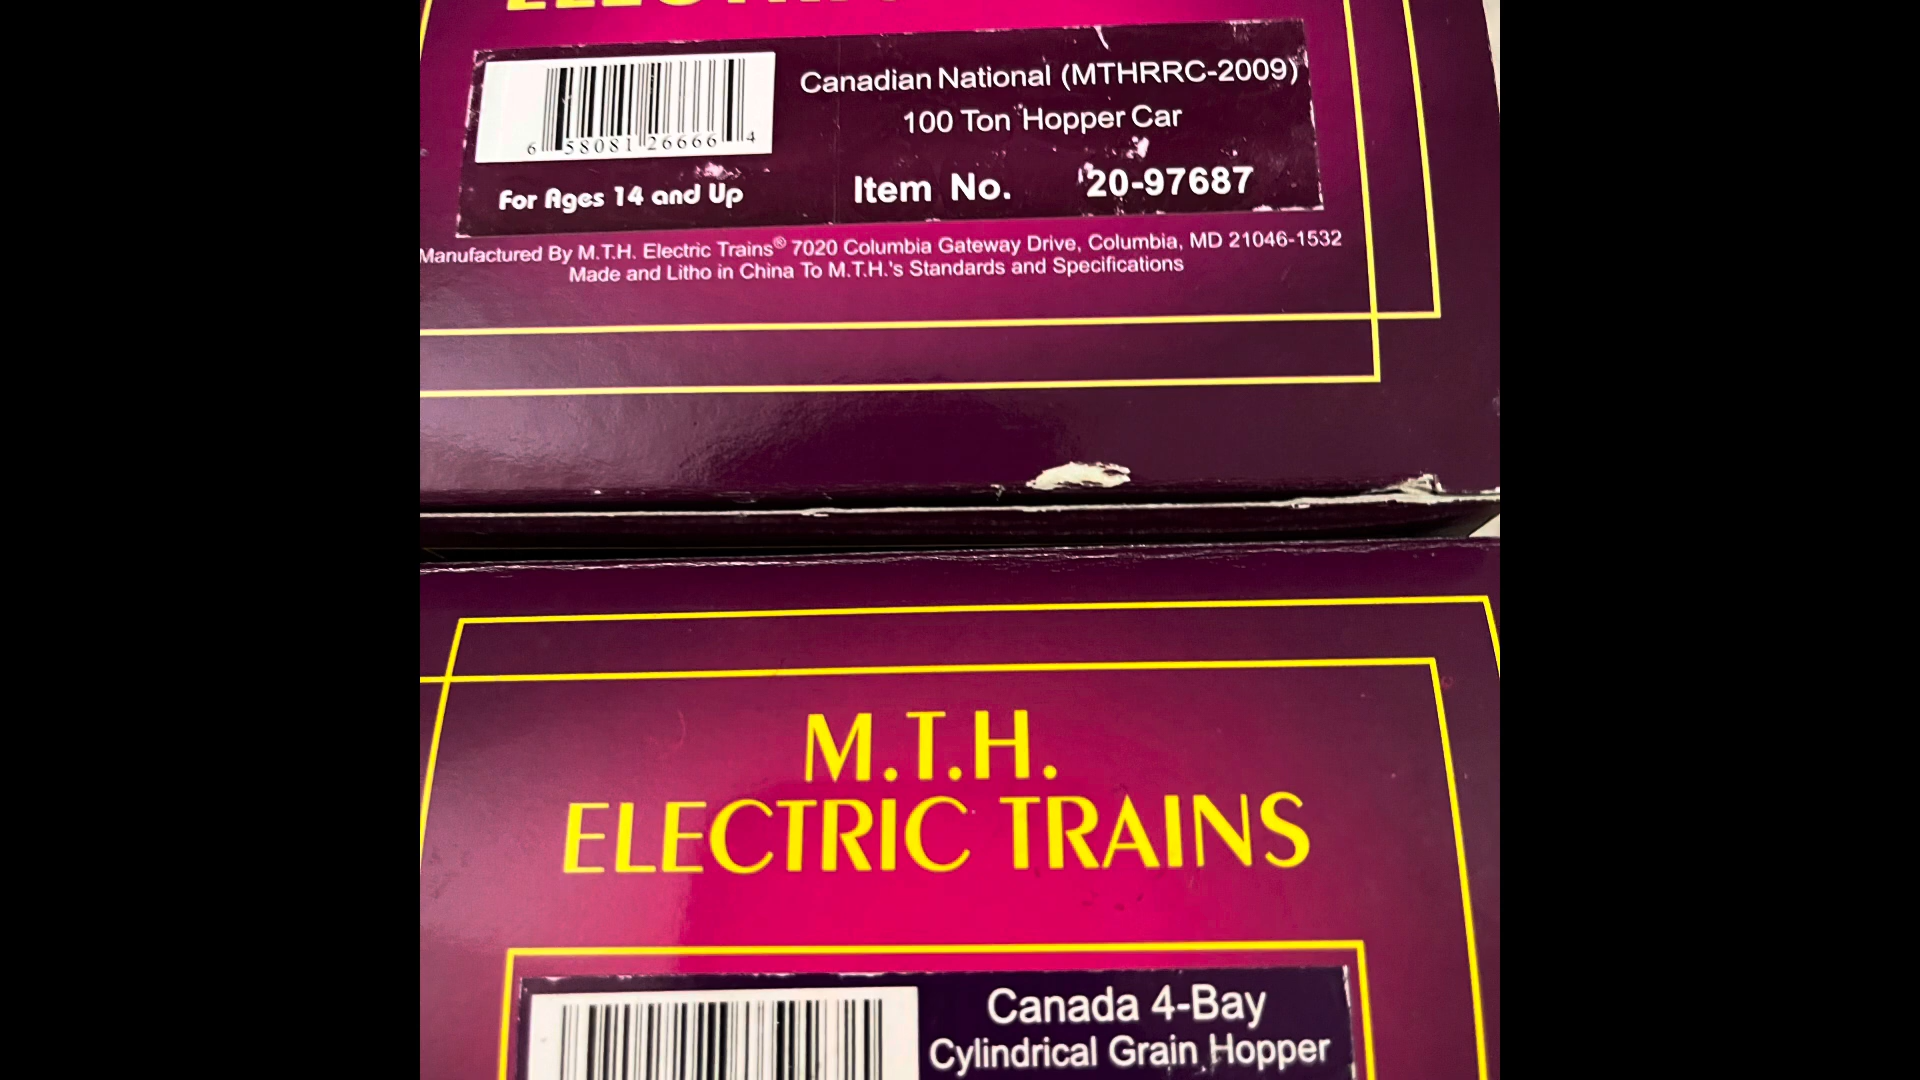 Canadian National (MTHRRC-2009)
100 Ton Hopper Car
6 58081 26666 4
For Ages 14 and Up
Item No. 20-97687
Manufactured By M.T.H. Electric Trains® 7020 Columbia Gateway Drive, Columbia, MD 21046-1532
Made and Litho in China To M.T.H.'s Standards and Specifications
M.T.H.
ELECTRIC TRAINS
Canada 4-Bay
Cylindrical Grain Hopper